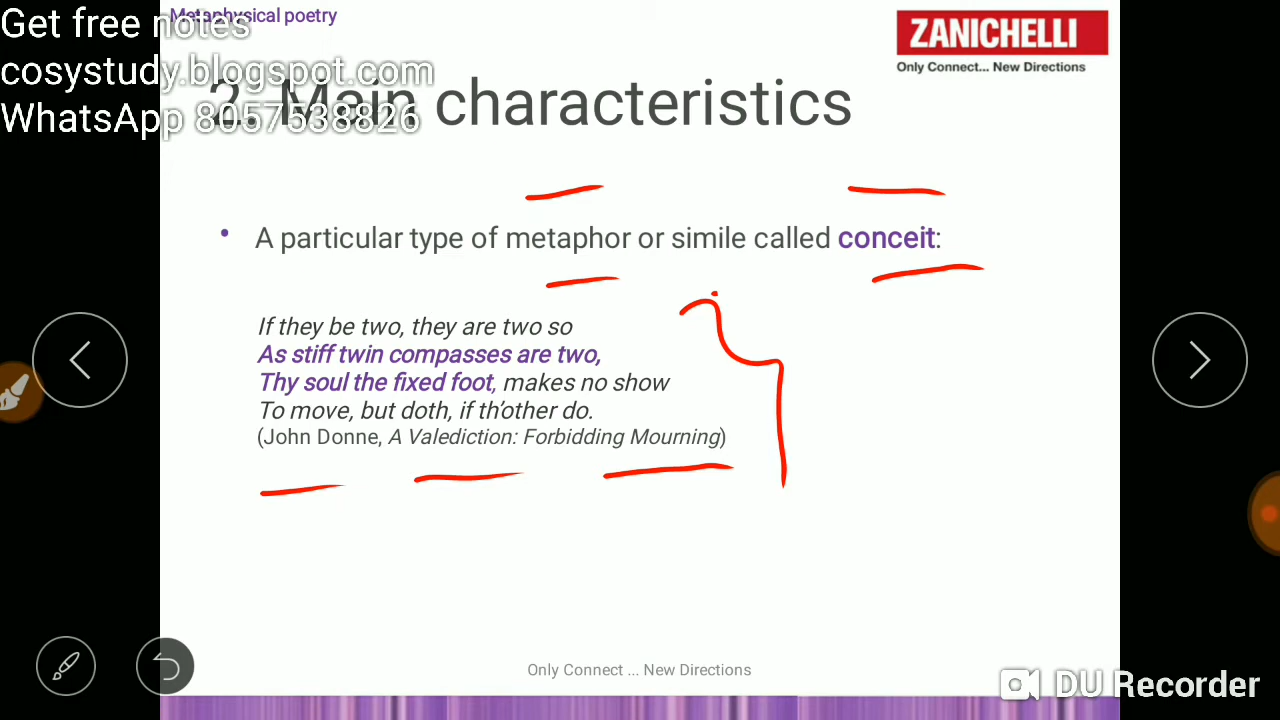 Get free notes
cosystudy.blogspot.com
WhatsApp 8057538826
Metaphysical poetry
ZANICHELLI
Only Connect... New Directions
2. Main characteristics
• A particular type of metaphor or simile called conceit:
If they be two, they are two so
As stiff twin compasses are two,
Thy soul the fixed foot, makes no show
To move, but doth, if th'other do.
(John Donne, A Valediction: Forbidding Mourning)
Only Connect ... New Directions
DU Recorder